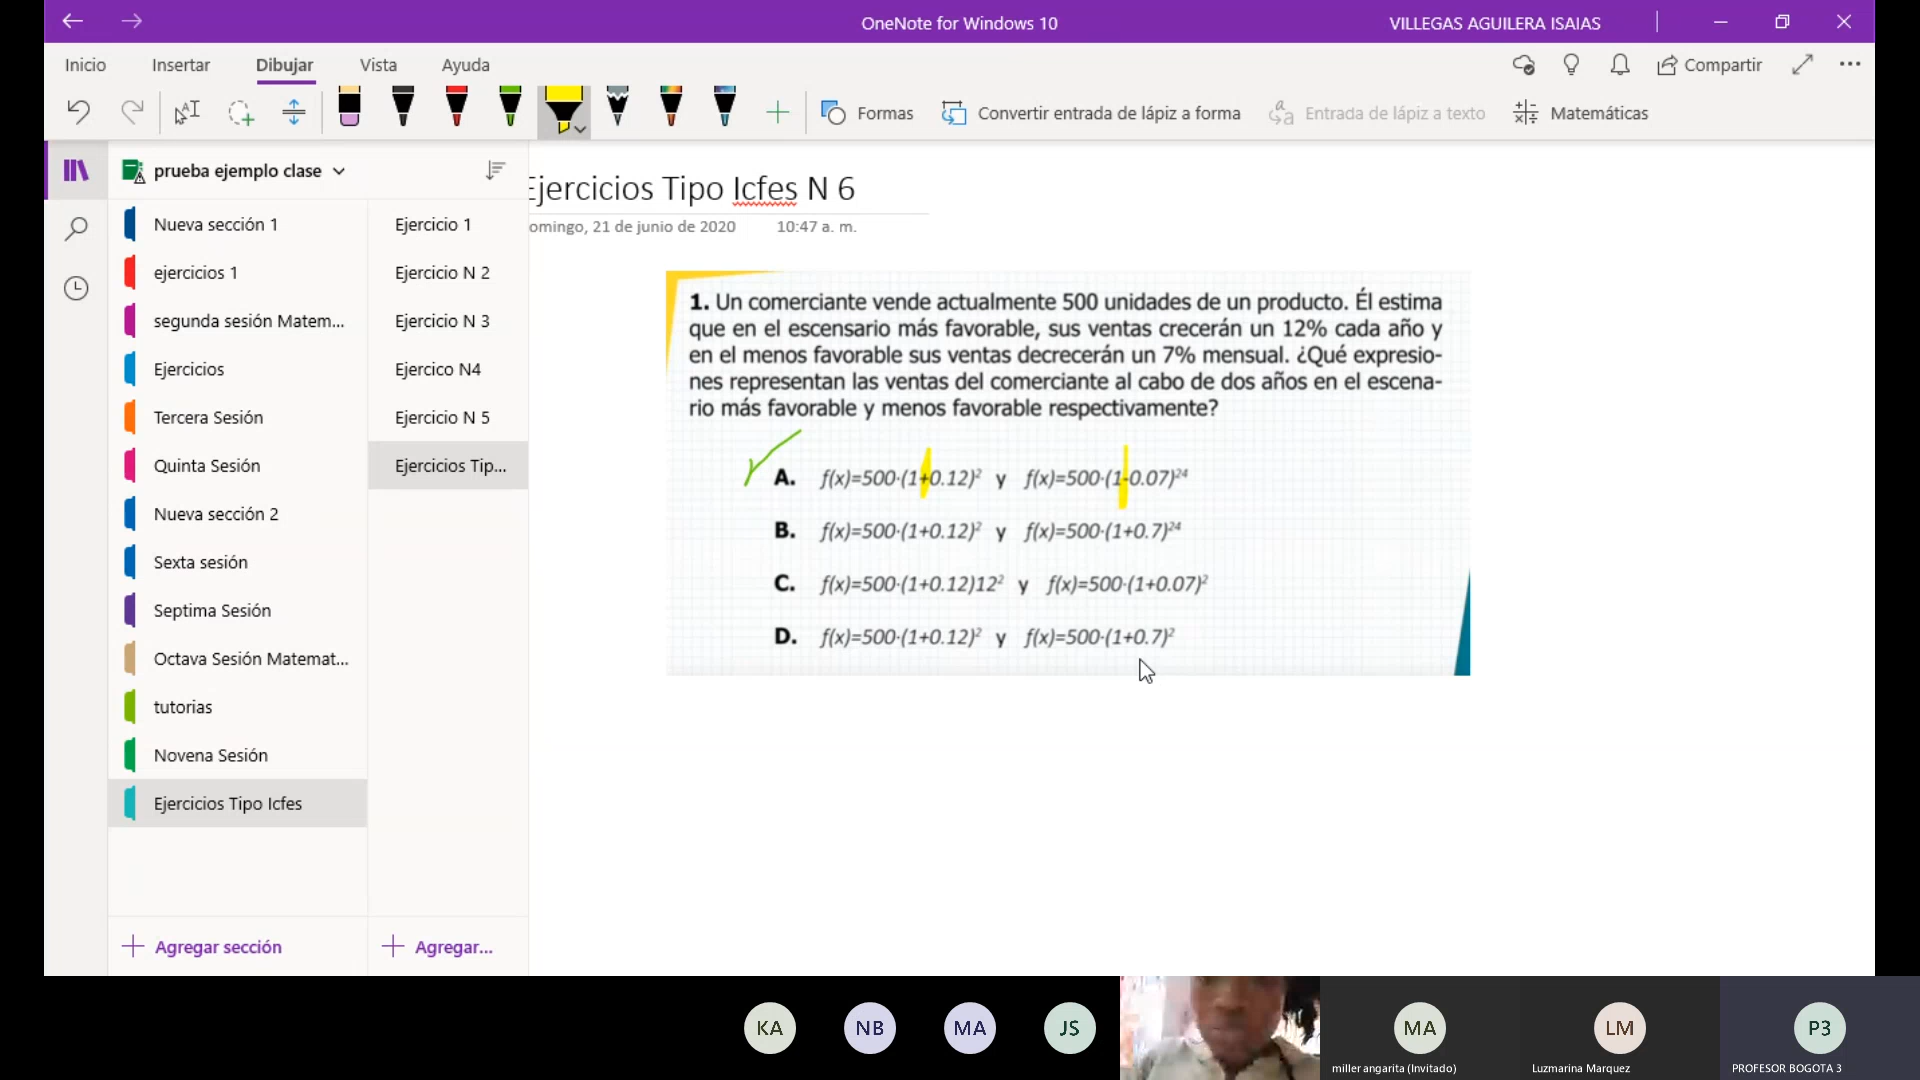 OneNote for Windows 10
VILLEGAS AGUILERA ISAIAS
Inicio
Insertar
Dibujar
Vista
Ayuda
Compartir
Formas
Convertir entrada de lápiz a forma
Entrada de lápiz a texto
Matemáticas
prueba ejemplo clase
Nueva sección 1
ejercicios 1
segunda sesión Matem...
Ejercicios
Tercera Sesión
Quinta Sesión
Nueva sección 2
Sexta sesión
Septima Sesión
Octava Sesión Matemat...
tutorias
Novena Sesión
Ejercicios Tipo Icfes
Agregar sección
Ejercicio 1
Ejercicio N 2
Ejercicio N 3
Ejercico N4
Ejercicio N 5
Ejercicios Tip...
Agregar...
Ejercicios Tipo Icfes N 6
omingo, 21 de junio de 2020 10:47 a. m.
1. Un comerciante vende actualmente 500 unidades de un producto. Él estima
que en el escensario más favorable, sus ventas crecerán un 12% cada año y
en el menos favorable sus ventas decrecerán un 7% mensual. ¿Qué expresio-
nes representan las ventas del comerciante al cabo de dos años en el escena-
rio más favorable y menos favorable respectivamente?
A. f(x)=500·(1+0.12)² y f(x)=500·(1-0.07)²⁴
B. f(x)=500·(1+0.12)² y f(x)=500·(1+0.7)²⁴
C. f(x)=500·(1+0.12)12² y f(x)=500·(1+0.07)²
D. f(x)=500·(1+0.12)² y f(x)=500·(1+0.7)²
KA
NB
MA
JS
MA
miller angarita (Invitado)
LM
Luzmarina Marquez
P3
PROFESOR BOGOTA 3